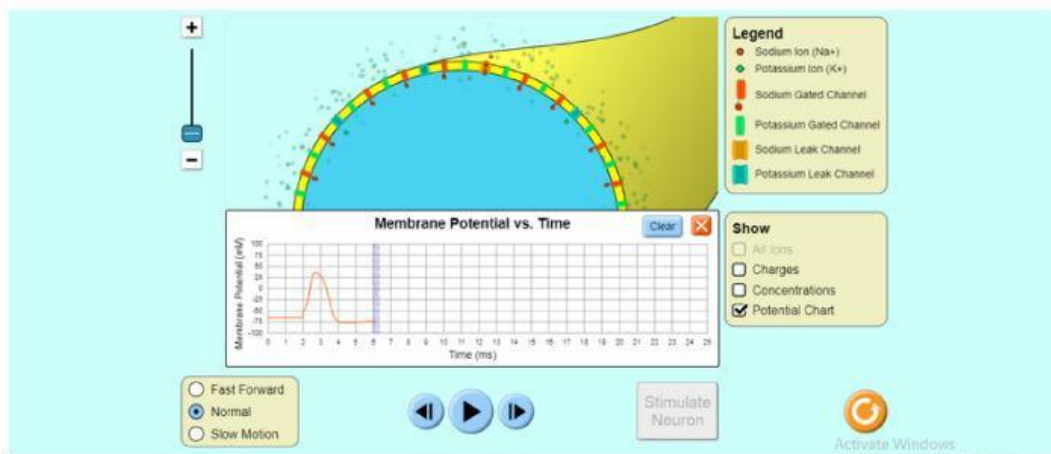 +
−
Legend
Sodium Ion (Na+)
Potassium Ion (K+)
Sodium Gated Channel
Potassium Gated Channel
Sodium Leak Channel
Potassium Leak Channel
Membrane Potential vs. Time
Clear
Membrane Potential (mV)
100
75
50
25
0
-25
-50
-75
-100
0 1 2 3 4 5 6 7 8 9 10 11 12 13 14 15 16 17 18 19 20 21 22 23 24 25
Time (ms)
Show
All Ions
Charges
Concentrations
Potential Chart
Fast Forward
Normal
Slow Motion
Stimulate
Neuron
Activate Windows